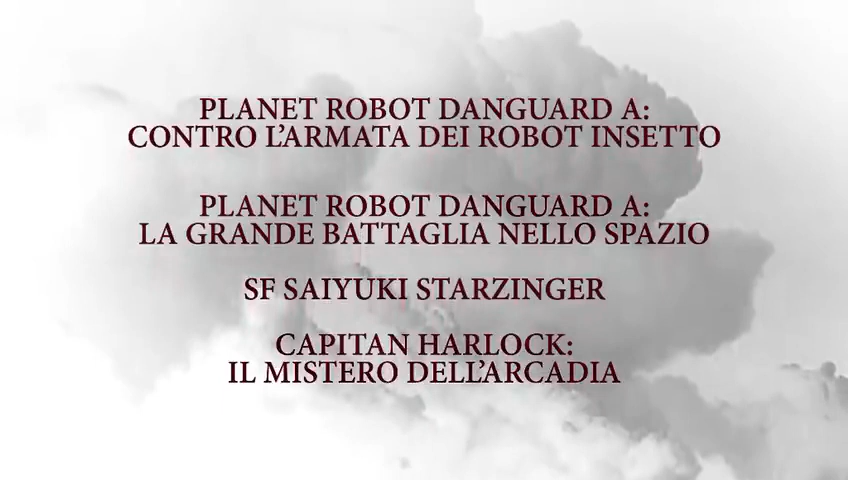 PLANET ROBOT DANGUARD A:
CONTRO L'ARMATA DEI ROBOT INSETTO
PLANET ROBOT DANGUARD A:
LA GRANDE BATTAGLIA NELLO SPAZIO
SF SAIYUKI STARZINGER
CAPITAN HARLOCK:
IL MISTERO DELL'ARCADIA